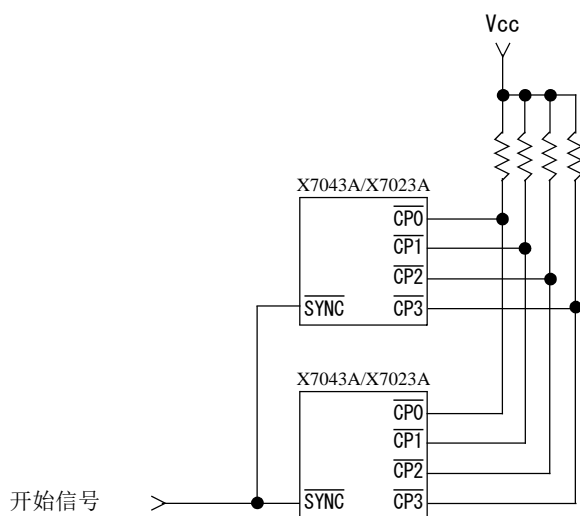 Vcc
X7043A/X7023A
CP0
CP1
CP2
SYNC CP3
X7043A/X7023A
CP0
CP1
CP2
开始信号 SYNC CP3